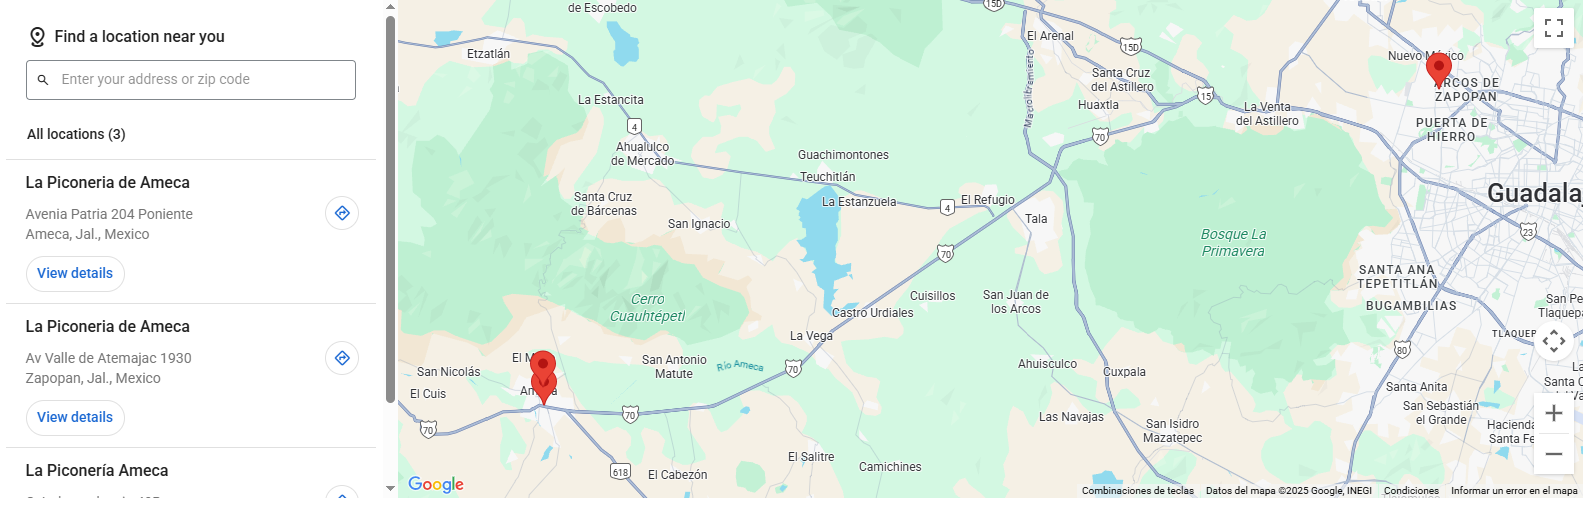 Find a location near you
Enter your address or zip code
All locations (3)
La Piconeria de Ameca
Avenia Patria 204 Poniente
Ameca, Jal., Mexico
View details
La Piconeria de Ameca
Av Valle de Atemajac 1930
Zapopan, Jal., Mexico
View details
La Piconería Ameca
de Escobedo
Etzatlán
La Estancita
4
Ahualulco
de Mercado
Santa Cruz
de Bárcenas
San Ignacio
Guachimontones
Teuchitlán
La Estanzuela
4
El Refugio
Tala
15D
El Arenal
15D
Macrolibramiento
Santa Cruz
del Astillero
Huaxtla
15
70
La Venta
del Astillero
Nuevo México
ARCOS DE
ZAPOPAN
PUERTA DE
HIERRO
Guadala
23
Bosque La
Primavera
SANTA ANA
TEPETITLÁN
BUGAMBILIAS
San Pe
Tlaquepa
TLAQUEP
80
70
Cuisillos
San Juan de
los Arcos
Castro Urdiales
Cerro
Cuauhtépetl
La Vega
San Antonio
Matute
Río Ameca
70
El M
San Nicolás
El Cuis
70
70
618
El Cabezón
El Salitre
Camichines
Ahuisculco
Cuxpala
Las Navajas
San Isidro
Mazatepec
Santa Anita
San Sebastián
el Grande
Santa C
Hacienda
Santa Fe
Google
Combinaciones de teclas
Datos del mapa ©2025 Google, INEGI
Condiciones
Informar un error en el mapa